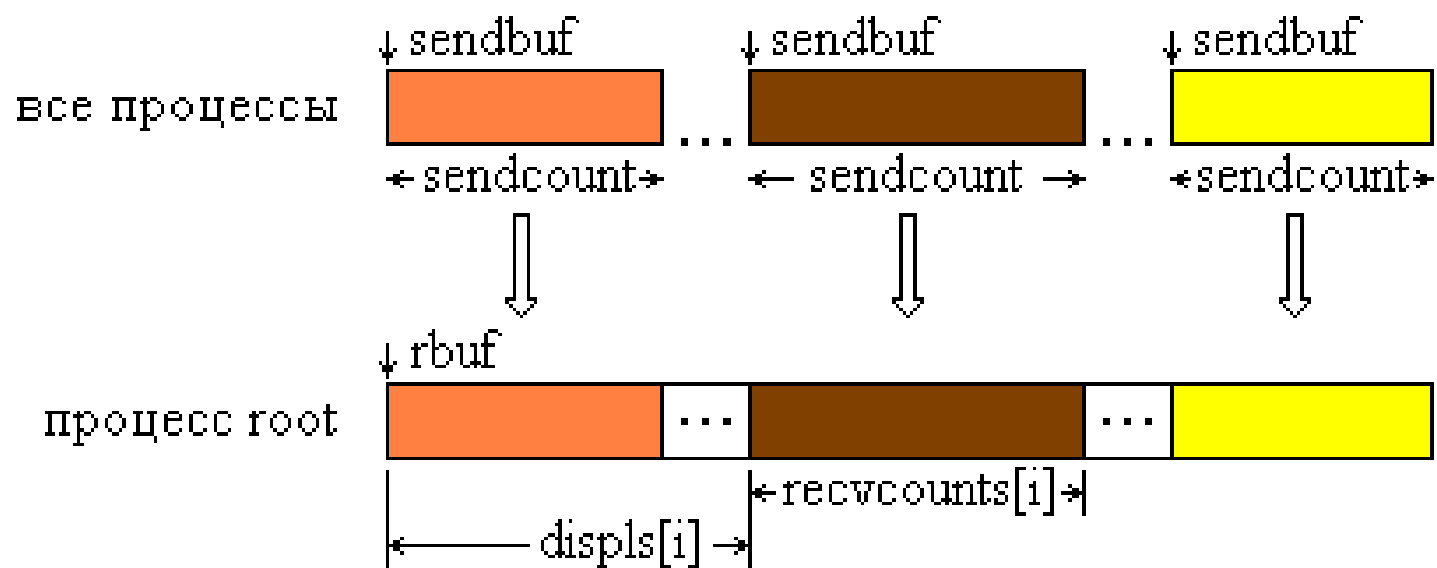 sendbuf sendbuf sendbuf
все процессы
... ...
sendcount sendcount sendcount
rbuf
процесс root
... ...
recvcounts[i]
displs[i]